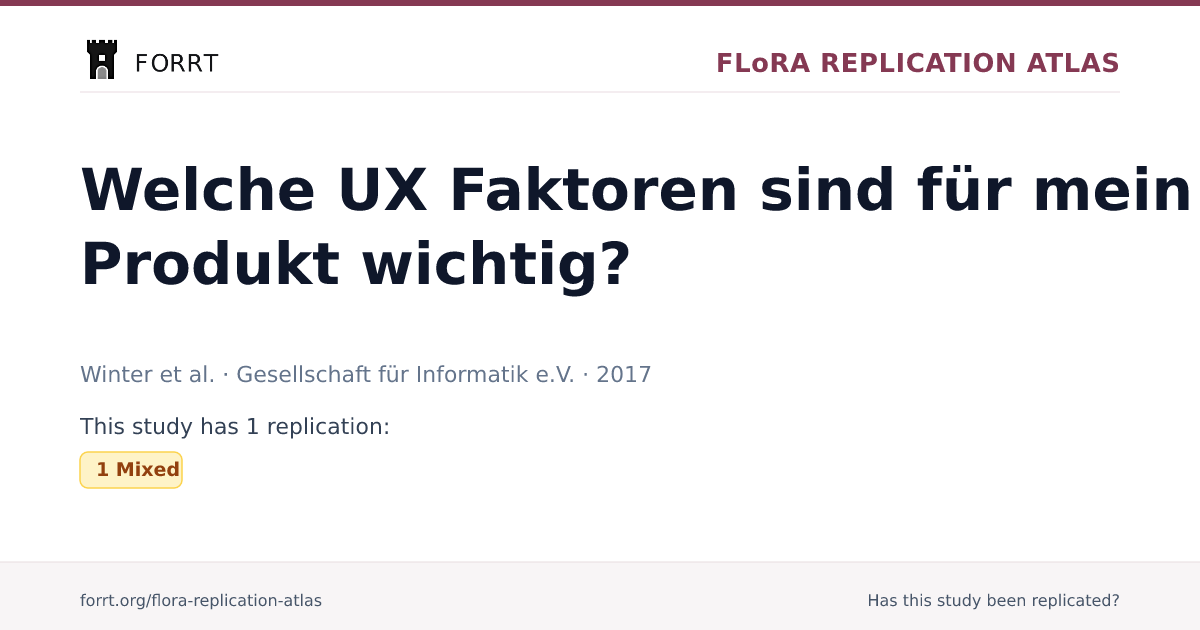 FORRT
FLoRA REPLICATION ATLAS
Welche UX Faktoren sind für mein
Produkt wichtig?
Winter et al. · Gesellschaft für Informatik e.V. · 2017
This study has 1 replication:
1 Mixed
forrt.org/flora-replication-atlas
Has this study been replicated?